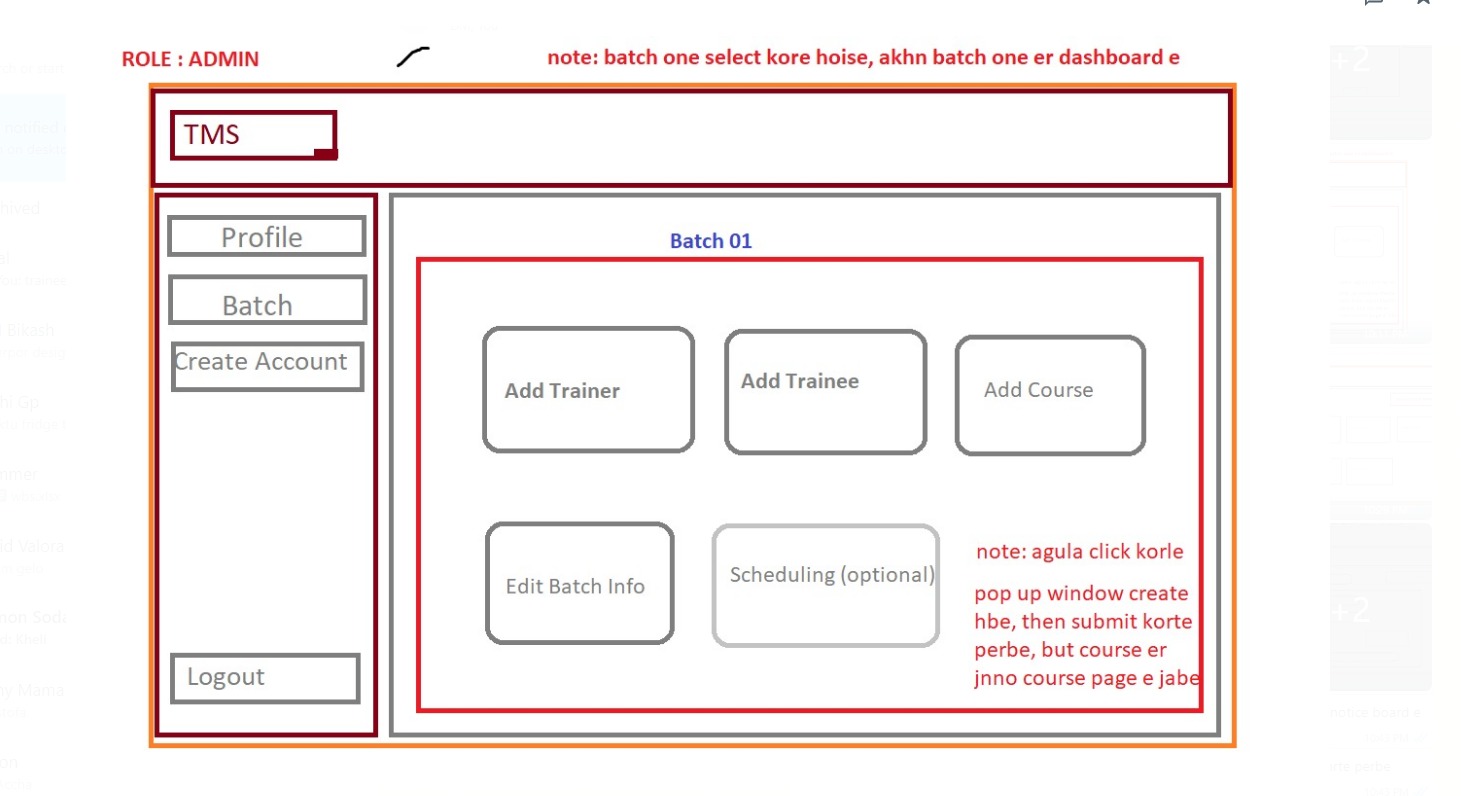 ROLE : ADMIN
note: batch one select kore hoise, akhn batch one er dashboard e
+2
TMS
Profile
Batch
Create Account
Logout
Batch 01
Add Trainer
Add Trainee
Add Course
Edit Batch Info
Scheduling (optional)
note: agula click korle
pop up window create
hbe, then submit korte
perbe, but course er
jnno course page e jabe
+2